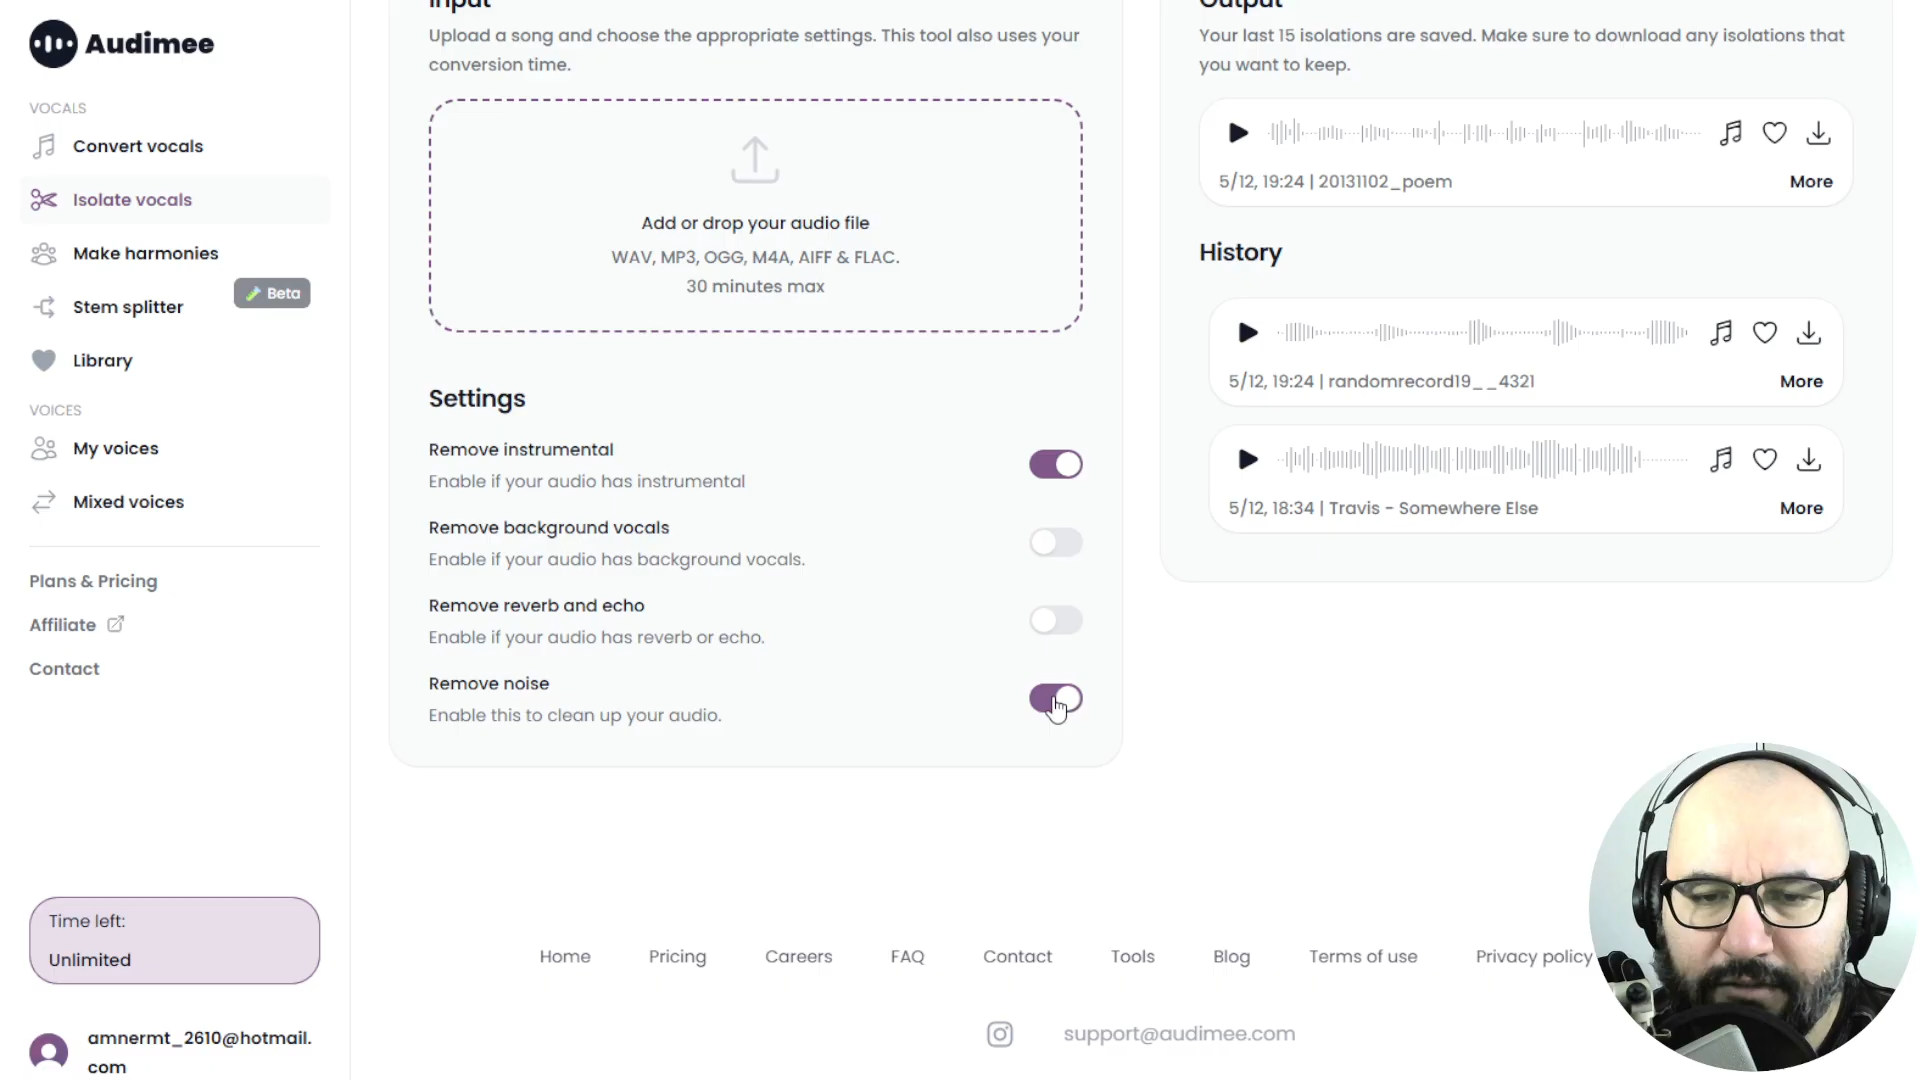 Audimee
VOCALS
Convert vocals
Isolate vocals
Make harmonies
Beta
Stem splitter
Library
VOICES
My voices
Mixed voices
Plans & Pricing
Affiliate
Contact
Time left:
Unlimited
amnermt_2610@hotmail.
com
Input
Upload a song and choose the appropriate settings. This tool also uses your
conversion time.
Add or drop your audio file
WAV, MP3, OGG, M4A, AIFF & FLAC.
30 minutes max
Settings
Remove instrumental
Enable if your audio has instrumental
Remove background vocals
Enable if your audio has background vocals.
Remove reverb and echo
Enable if your audio has reverb or echo.
Remove noise
Enable this to clean up your audio.
Output
Your last 15 isolations are saved. Make sure to download any isolations that
you want to keep.
5/12, 19:24 | 20131102_poem
More
History
5/12, 19:24 | randomrecord19__4321
More
5/12, 18:34 | Travis - Somewhere Else
More
Home
Pricing
Careers
FAQ
Contact
Tools
Blog
Terms of use
Privacy policy
support@audimee.com